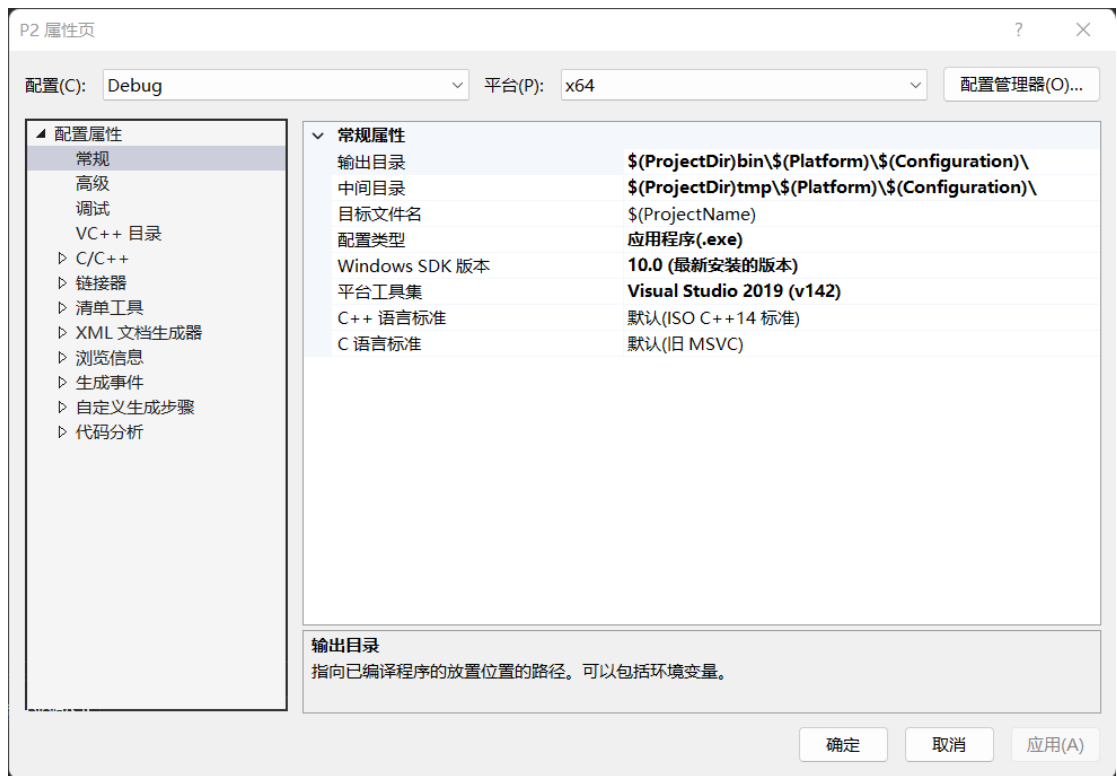 P2 属性页
配置(C): Debug 平台(P): x64 配置管理器(O)...
配置属性
常规
高级
调试
VC++ 目录
C/C++
链接器
清单工具
XML 文档生成器
浏览信息
生成事件
自定义生成步骤
代码分析
常规属性
输出目录 $(ProjectDir)bin\$(Platform)\$(Configuration)\
中间目录 $(ProjectDir)tmp\$(Platform)\$(Configuration)\
目标文件名 $(ProjectName)
配置类型 应用程序(.exe)
Windows SDK 版本 10.0 (最新安装的版本)
平台工具集 Visual Studio 2019 (v142)
C++ 语言标准 默认(ISO C++14 标准)
C 语言标准 默认(旧 MSVC)
输出目录
指向已编译程序的放置位置的路径。可以包括环境变量。
确定 取消 应用(A)